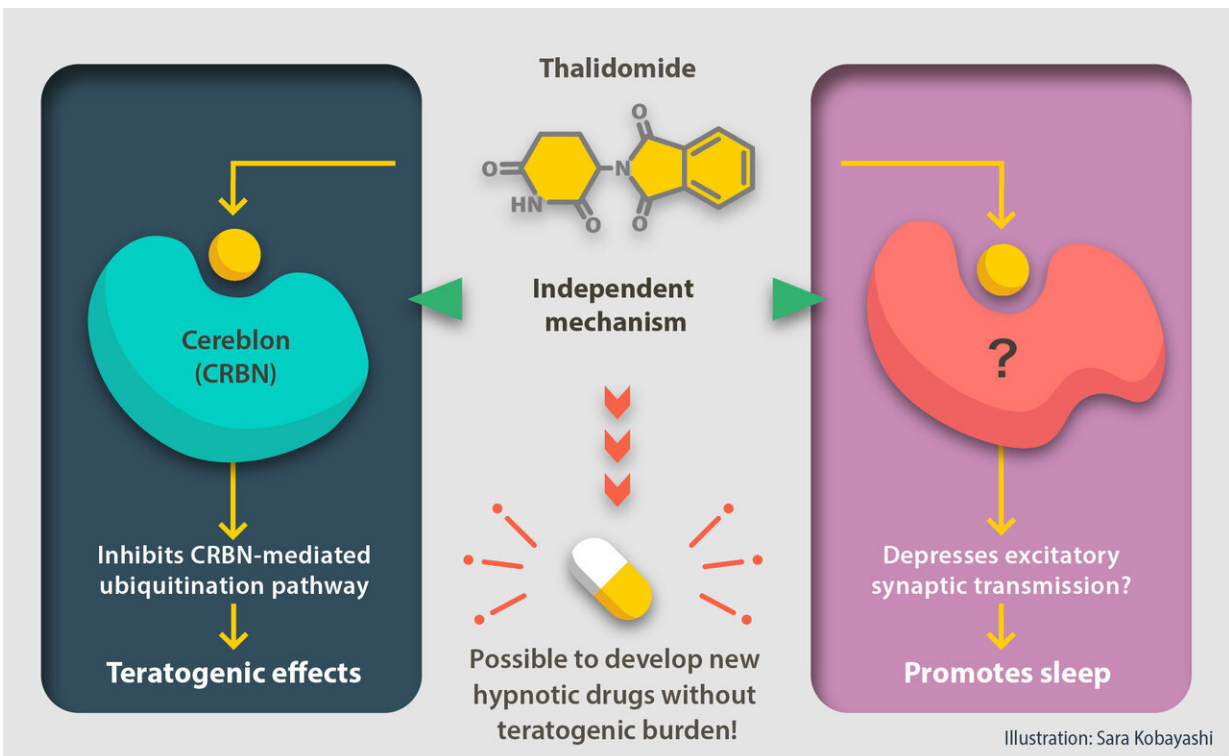 Thalidomide
O
O
N
HN
O
O
Cereblon
(CRBN)
Inhibits CRBN-mediated
ubiquitination pathway
Teratogenic effects
Independent
mechanism
Possible to develop new
hypnotic drugs without
teratogenic burden!
?
Depresses excitatory
synaptic transmission?
Promotes sleep
Illustration: Sara Kobayashi